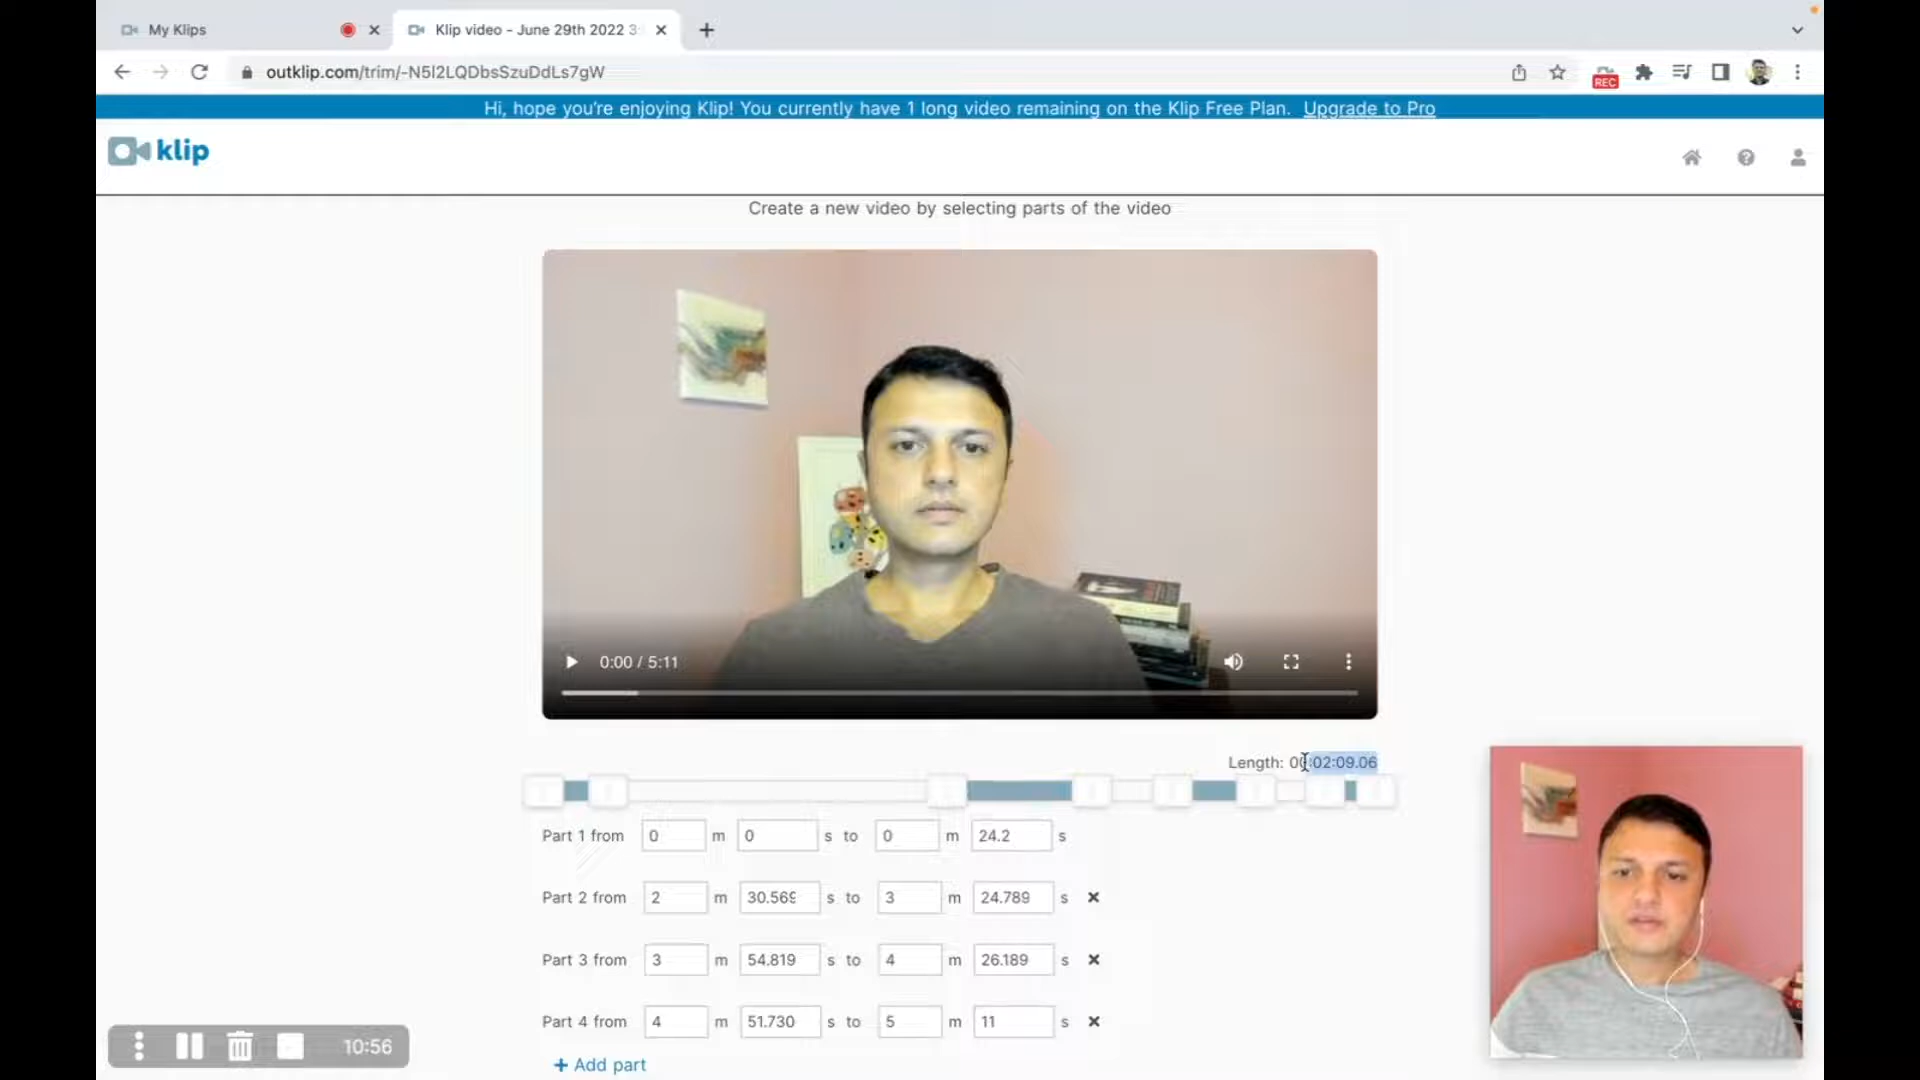 My Klips
Klip video - June 29th 2022 3:
outklip.com/trim/-N5I2LQDbsSzuDdLs7gW
REC
Hi, hope you're enjoying Klip! You currently have 1 long video remaining on the Klip Free Plan. Upgrade to Pro
klip
Create a new video by selecting parts of the video
0:00 / 5:11
Length: 00:02:09.06
Part 1 from 0 m 0 s to 0 m 24.2 s
Part 2 from 2 m 30.569 s to 3 m 24.789 s
Part 3 from 3 m 54.819 s to 4 m 26.189 s
Part 4 from 4 m 51.730 s to 5 m 11 s
10:56
+ Add part